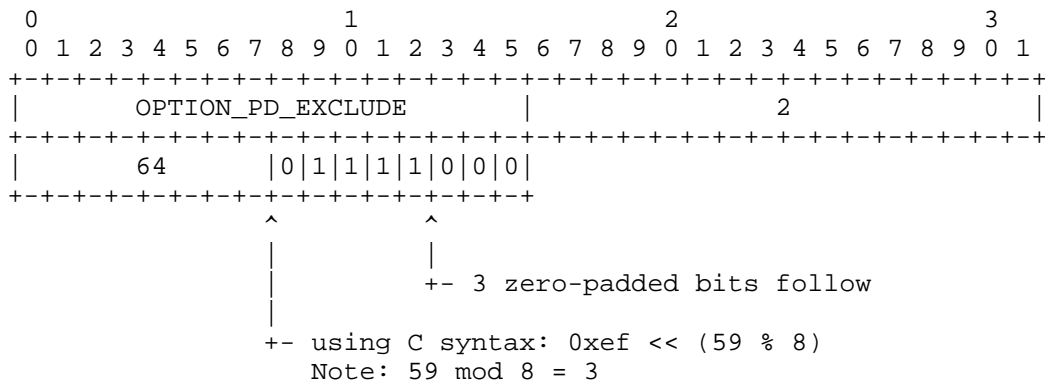 0                   1                   2                   3
 0 1 2 3 4 5 6 7 8 9 0 1 2 3 4 5 6 7 8 9 0 1 2 3 4 5 6 7 8 9 0 1
+-+-+-+-+-+-+-+-+-+-+-+-+-+-+-+-+-+-+-+-+-+-+-+-+-+-+-+-+-+-+-+-+
|       OPTION_PD_EXCLUDE       |               2               |
+-+-+-+-+-+-+-+-+-+-+-+-+-+-+-+-+-+-+-+-+-+-+-+-+-+-+-+-+-+-+-+-+
|       64      |0|1|1|1|1|0|0|0|
+-+-+-+-+-+-+-+-+-+-+-+-+-+-+-+-+
                ^         ^
                |         |
                |         +- 3 zero-padded bits follow
                |
                +- using C syntax: 0xef << (59 % 8)
                   Note: 59 mod 8 = 3